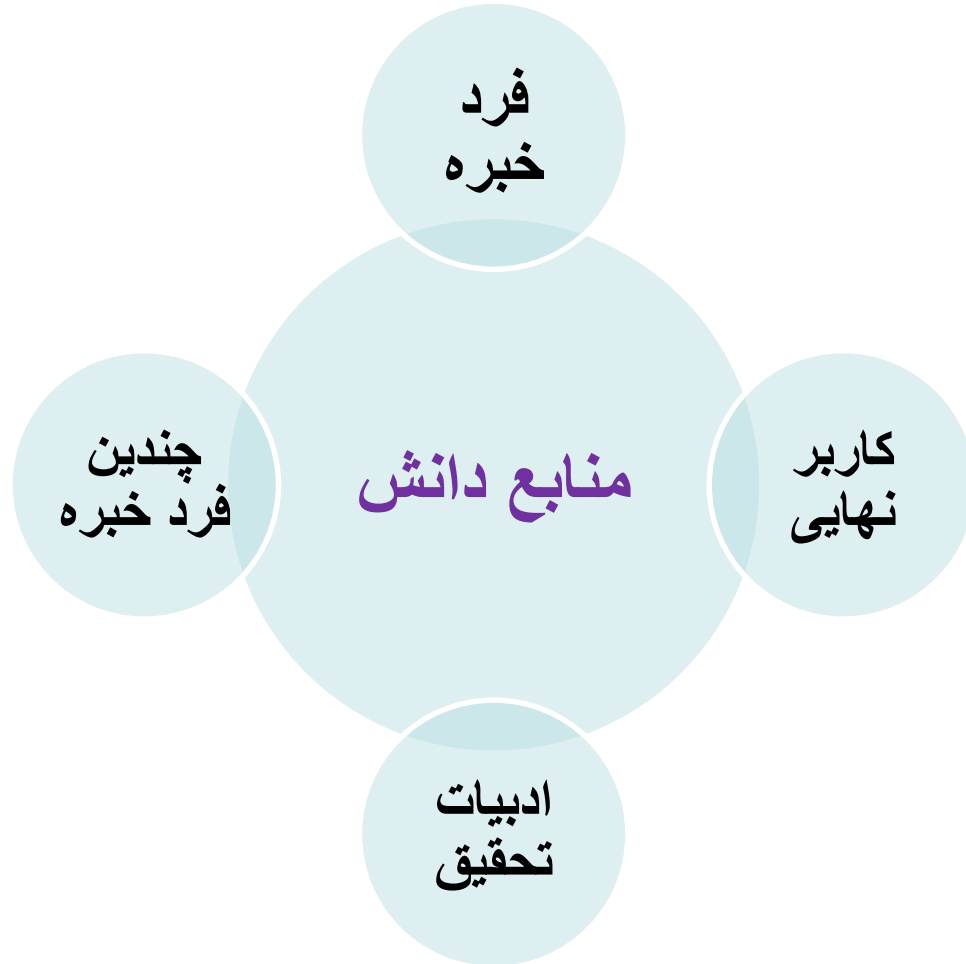 فرد
خبره
کاربر
نهایی
منابع دانش
چندین
فرد خبره
ادبیات
تحقیق